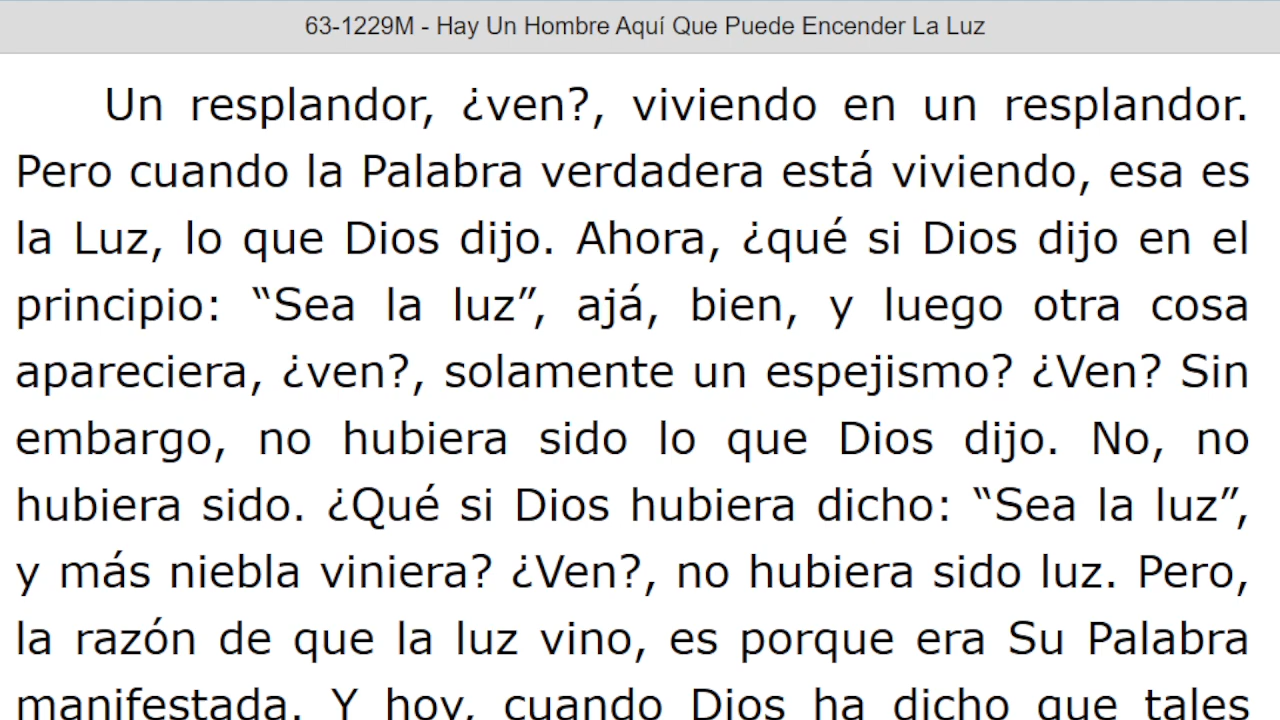 63-1229M - Hay Un Hombre Aquí Que Puede Encender La Luz
Un resplandor, ¿ven?, viviendo en un resplandor.
Pero cuando la Palabra verdadera está viviendo, esa es
la Luz, lo que Dios dijo. Ahora, ¿qué si Dios dijo en el
principio: “Sea la luz”, ajá, bien, y luego otra cosa
apareciera, ¿ven?, solamente un espejismo? ¿Ven? Sin
embargo, no hubiera sido lo que Dios dijo. No, no
hubiera sido. ¿Qué si Dios hubiera dicho: “Sea la luz”,
y más niebla viniera? ¿Ven?, no hubiera sido luz. Pero,
la razón de que la luz vino, es porque era Su Palabra
manifestada. Y hoy, cuando Dios ha dicho que tales